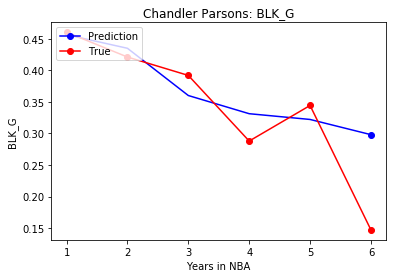 Chandler Parsons: BLK_G
Prediction
True
0.45
0.40
0.35
0.30
0.25
0.20
0.15
BLK_G
1 2 3 4 5 6
Years in NBA